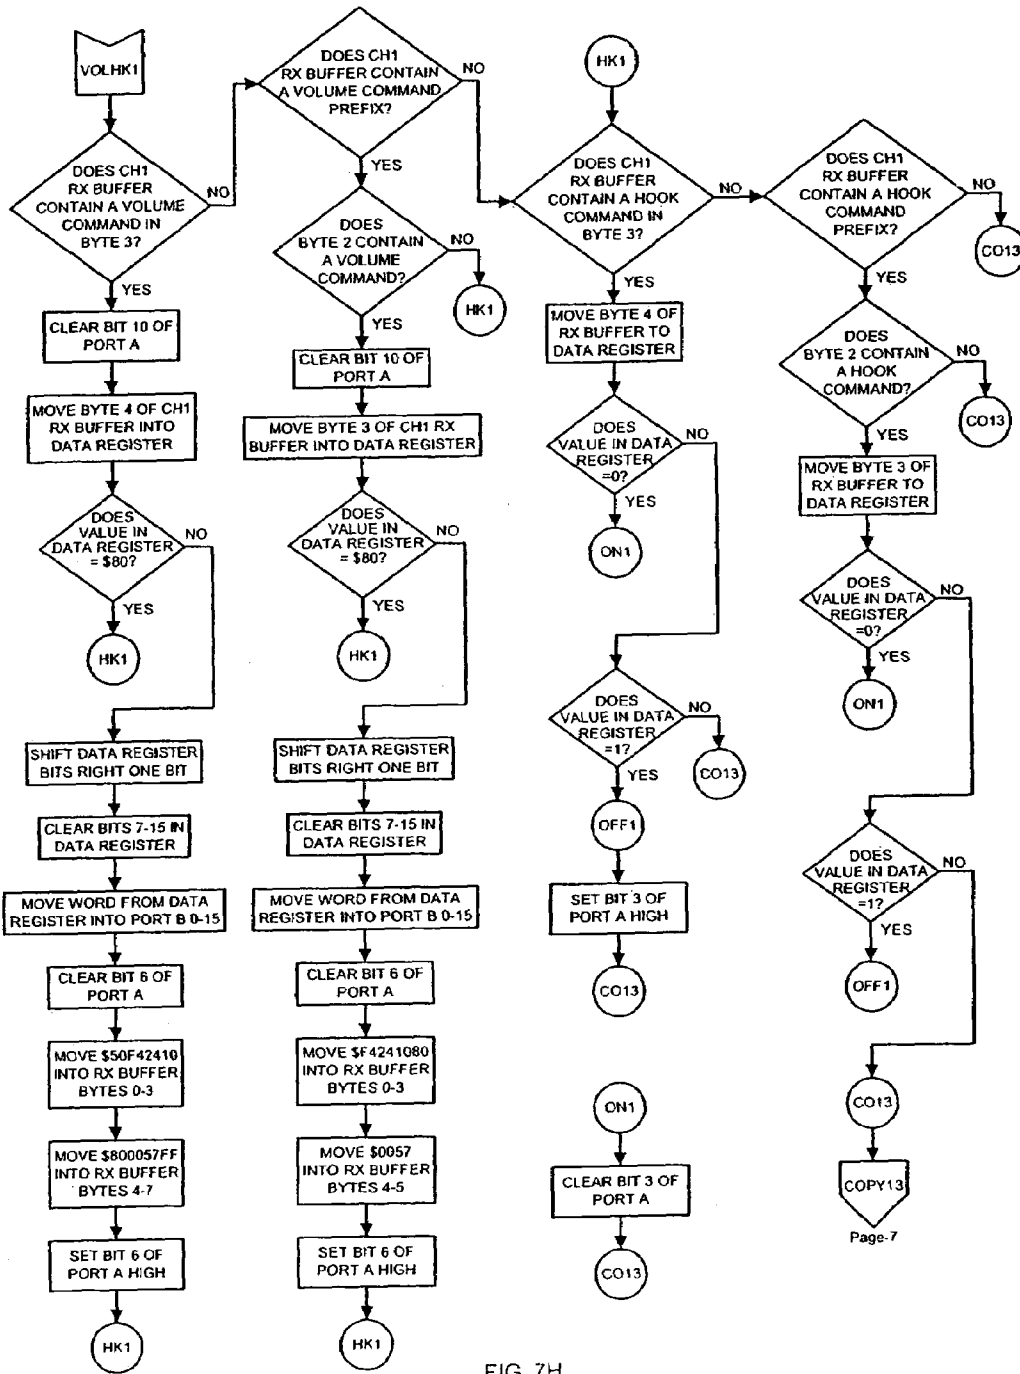 VOLHK1
DOES CH1
RX BUFFER
CONTAIN A VOLUME
COMMAND IN
BYTE 3?
NO
YES
CLEAR BIT 10 OF
PORT A
MOVE BYTE 4 OF CH1
RX BUFFER INTO
DATA REGISTER
DOES
VALUE IN
DATA REGISTER
= $80?
NO
YES
HK1
SHIFT DATA REGISTER
BITS RIGHT ONE BIT
CLEAR BITS 7-15 IN
DATA REGISTER
MOVE WORD FROM DATA
REGISTER INTO PORT B 0-15
CLEAR BIT 6 OF
PORT A
MOVE $50F42410
INTO RX BUFFER
BYTES 0-3
MOVE $800057FF
INTO RX BUFFER
BYTES 4-7
SET BIT 6 OF
PORT A HIGH
HK1
DOES CH1
RX BUFFER CONTAIN
A VOLUME COMMAND
PREFIX?
NO
YES
DOES
BYTE 2 CONTAIN
A VOLUME
COMMAND?
NO
HK1
YES
CLEAR BIT 10 OF
PORT A
MOVE BYTE 3 OF CH1 RX
BUFFER INTO DATA REGISTER
DOES
VALUE IN
DATA REGISTER
= $80?
NO
YES
HK1
SHIFT DATA REGISTER
BITS RIGHT ONE BIT
CLEAR BITS 7-15 IN
DATA REGISTER
MOVE WORD FROM DATA
REGISTER INTO PORT B 0-15
CLEAR BIT 6 OF
PORT A
MOVE $F4241080
INTO RX BUFFER
BYTES 0-3
MOVE $0057
INTO RX BUFFER
BYTES 4-5
SET BIT 6 OF
PORT A HIGH
HK1
HK1
DOES CH1
RX BUFFER
CONTAIN A HOOK
COMMAND IN
BYTE 3?
NO
YES
MOVE BYTE 4 OF
RX BUFFER TO
DATA REGISTER
DOES
VALUE IN DATA
REGISTER
=0?
NO
YES
ON1
DOES
VALUE IN DATA
REGISTER
=1?
NO
CO13
YES
OFF1
SET BIT 3 OF
PORT A HIGH
CO13
ON1
CLEAR BIT 3 OF
PORT A
CO13
DOES CH1
RX BUFFER
CONTAIN A HOOK
COMMAND
PREFIX?
NO
CO13
YES
DOES
BYTE 2 CONTAIN
A HOOK
COMMAND?
NO
CO13
YES
MOVE BYTE 3 OF
RX BUFFER TO
DATA REGISTER
DOES
VALUE IN DATA
REGISTER
=0?
NO
YES
ON1
DOES
VALUE IN DATA
REGISTER
=1?
NO
YES
OFF1
CO13
COPY13
Page-7
FIG. 7H